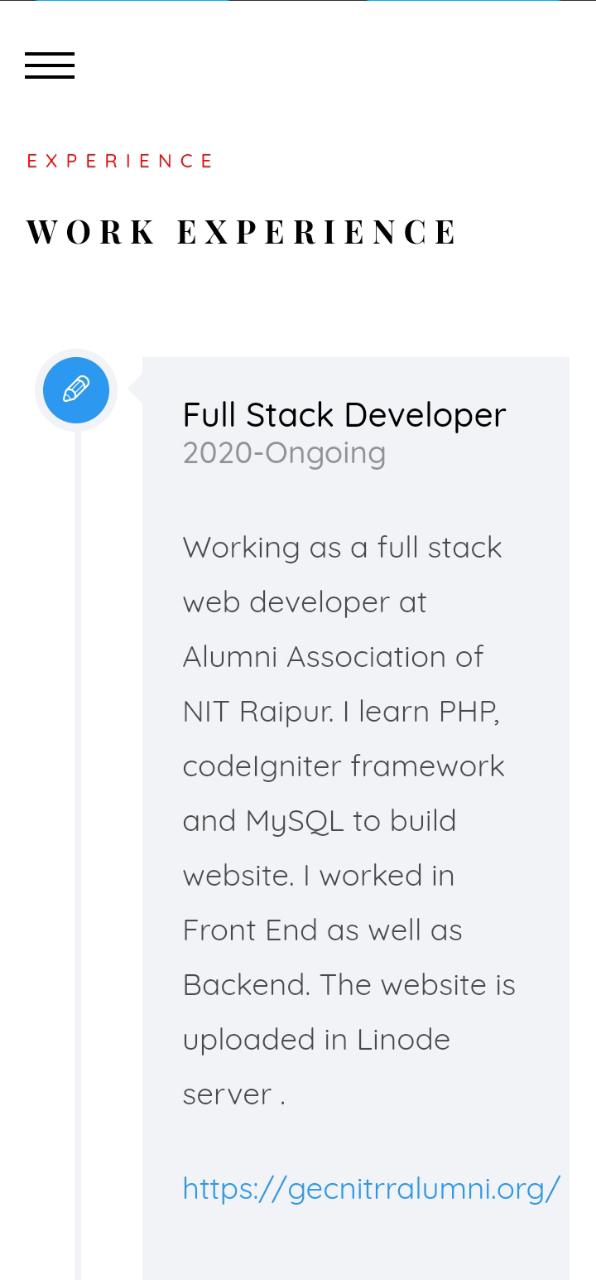 EXPERIENCE
WORK EXPERIENCE
Full Stack Developer
2020-Ongoing
Working as a full stack
web developer at
Alumni Association of
NIT Raipur. I learn PHP,
codeIgniter framework
and MySQL to build
website. I worked in
Front End as well as
Backend. The website is
uploaded in Linode
server .
https://gecnitrralumni.org/